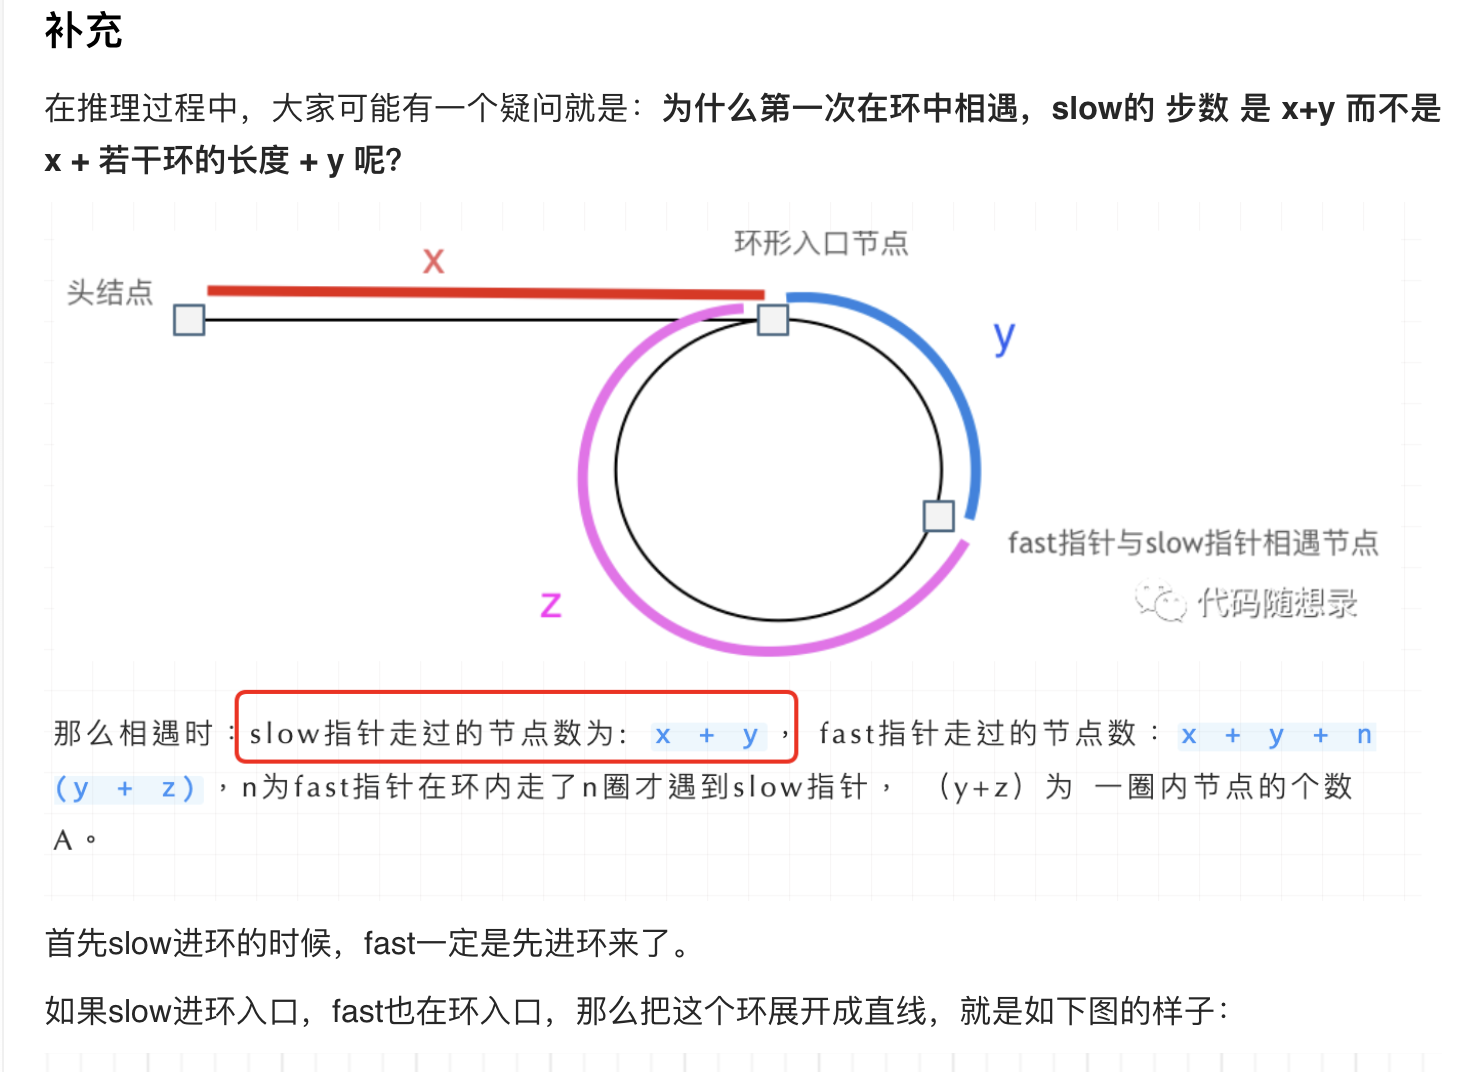 补充
在推理过程中，大家可能有一个疑问就是：为什么第一次在环中相遇，slow的 步数 是 x+y 而不是
x + 若干环的长度 + y 呢？
环形入口节点
x
头结点
y
fast指针与slow指针相遇节点
z
代码随想录
那么相遇时：slow指针走过的节点数为: x + y， fast指针走过的节点数：x + y + n
(y + z)，n为fast指针在环内走了n圈才遇到slow指针， （y+z）为 一圈内节点的个数
A。
首先slow进环的时候，fast一定是先进环来了。
如果slow进环入口，fast也在环入口，那么把这个环展开成直线，就是如下图的样子：